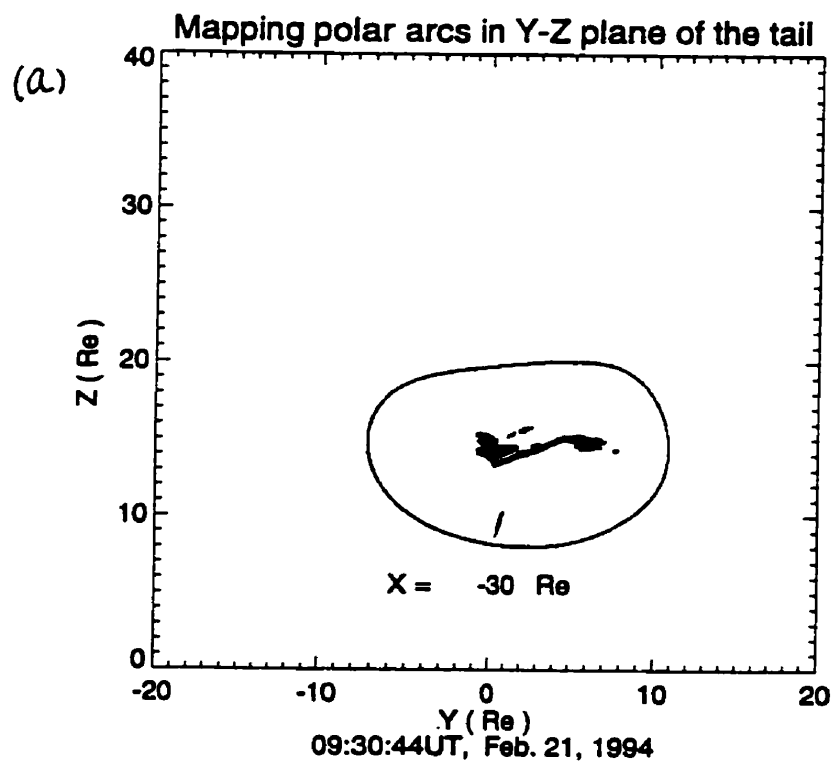 Mapping polar arcs in Y-Z plane of the tail
(a)
40
30
20
10
0
Z ( Re )
X = -30 Re
-20 -10 0 10 20
Y ( Re )
09:30:44UT, Feb. 21, 1994